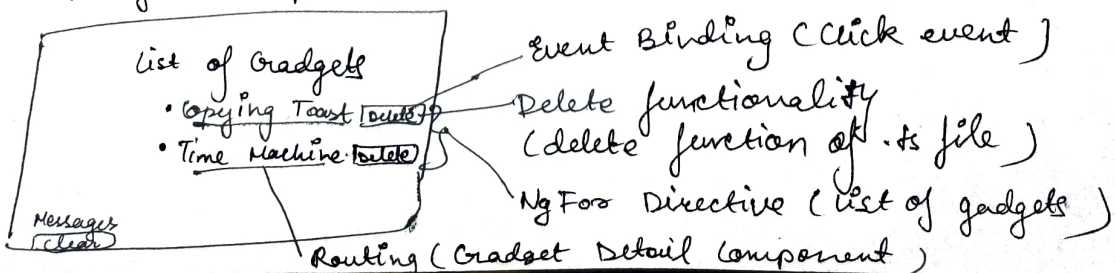 List of Gadgets
• Copying Toast Delete
• Time Machine Delete
Messages
Clear
Event Binding (Click event)
Delete functionality
(delete function of .ts file)
NgFor Directive (list of gadgets)
Routing (Gadget Detail Component)